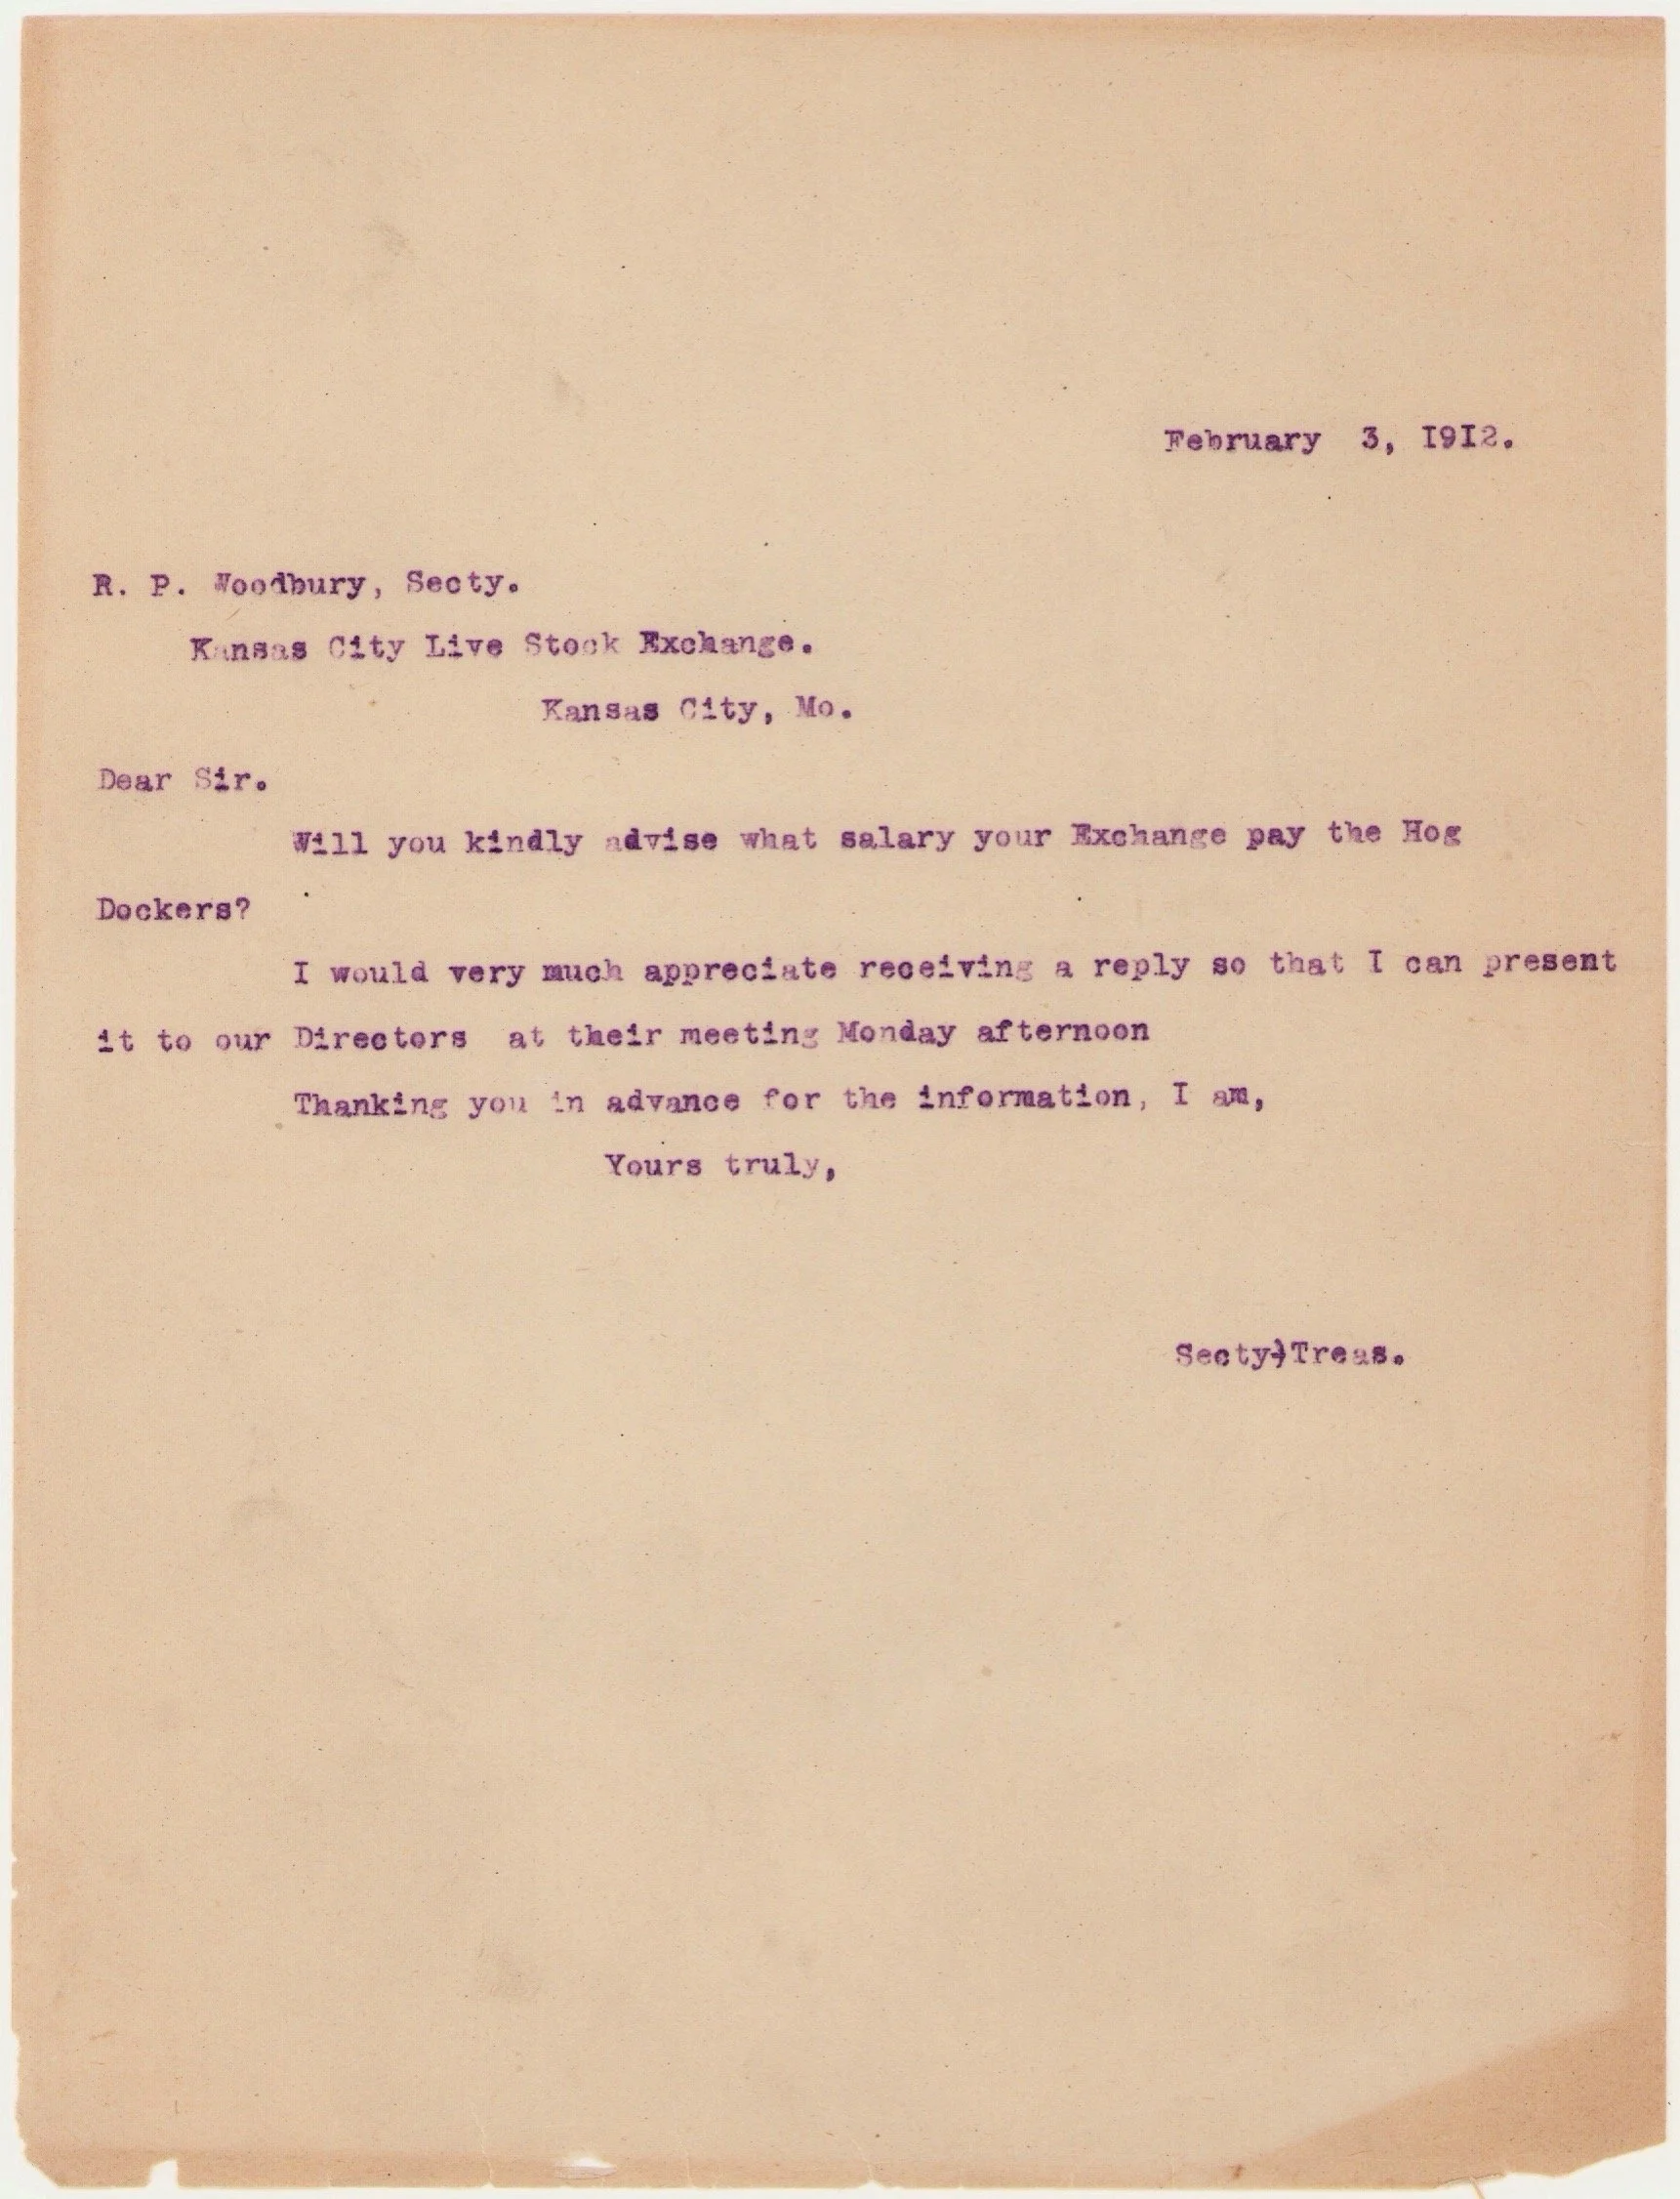 February  3, I9I2.
R. P. Woodbury, Secty.
Kansas City Live Stock Exchange.
Kansas City, Mo.
Dear Sir.
Will you kindly advise what salary your Exchange pay the Hog
Dockers?
I would very much appreciate receiving a reply so that I can present
it to our Directors  at their meeting Monday afternoon
Thanking you in advance for the information, I am,
Yours truly,
Secty-)Treas.